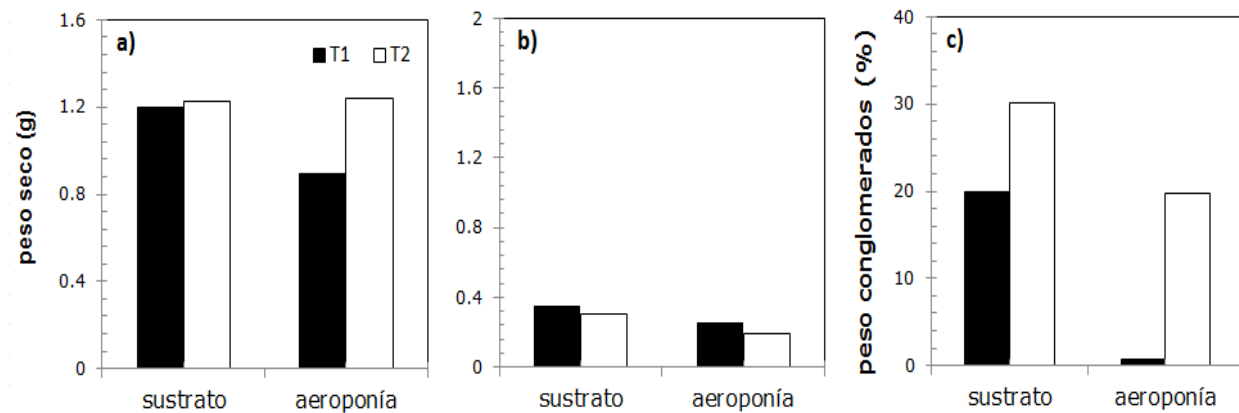 a)
T1 T2
peso seco (g)
1.6
1.2
0.8
0.4
0
sustrato aeroponía
b)
2
1.6
1.2
0.8
0.4
0
sustrato aeroponía
c)
peso conglomerados (%)
40
30
20
10
0
sustrato aeroponía